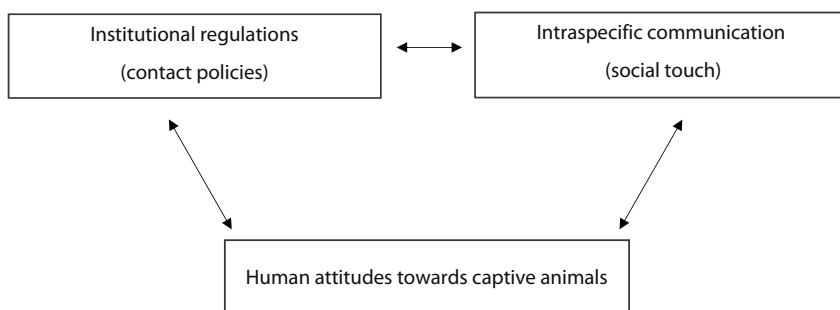 Institutional regulations
(contact policies)
Intraspecific communication
(social touch)
Human attitudes towards captive animals